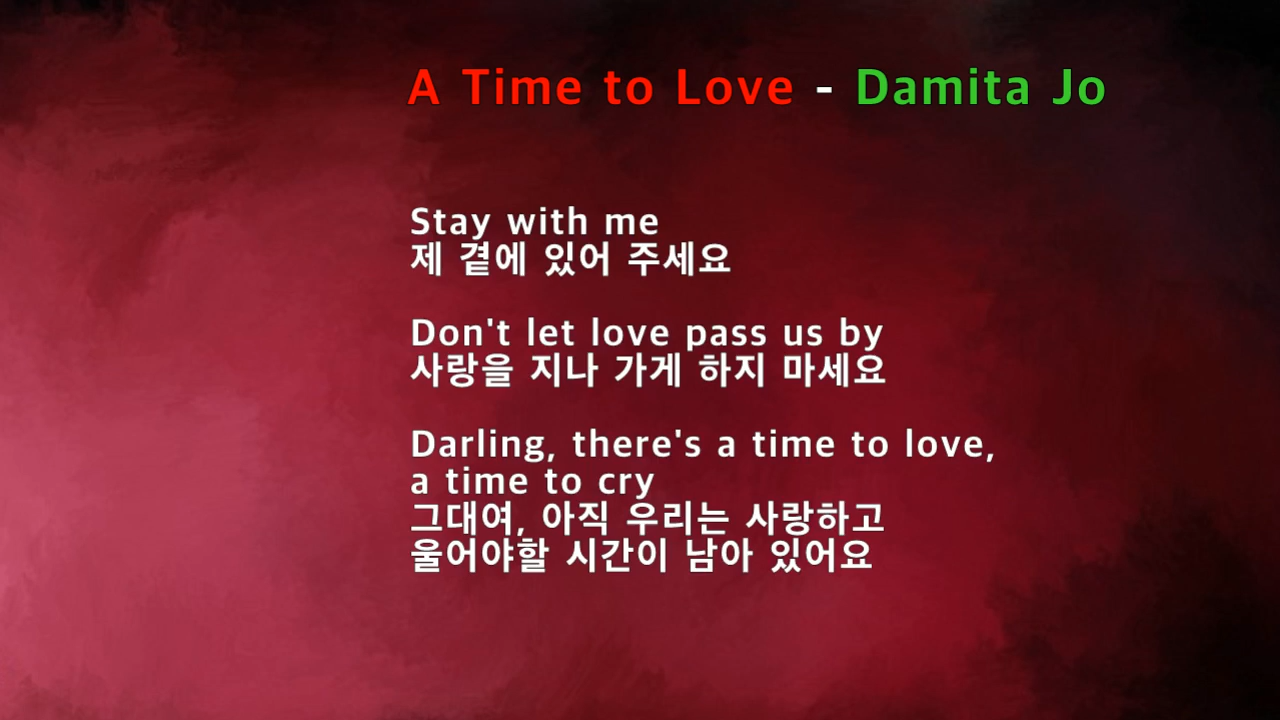 A Time to Love - Damita Jo
Stay with me
제 곁에 있어 주세요
Don't let love pass us by
사랑을 지나 가게 하지 마세요
Darling, there's a time to love,
a time to cry
그대여, 아직 우리는 사랑하고
울어야할 시간이 남아 있어요